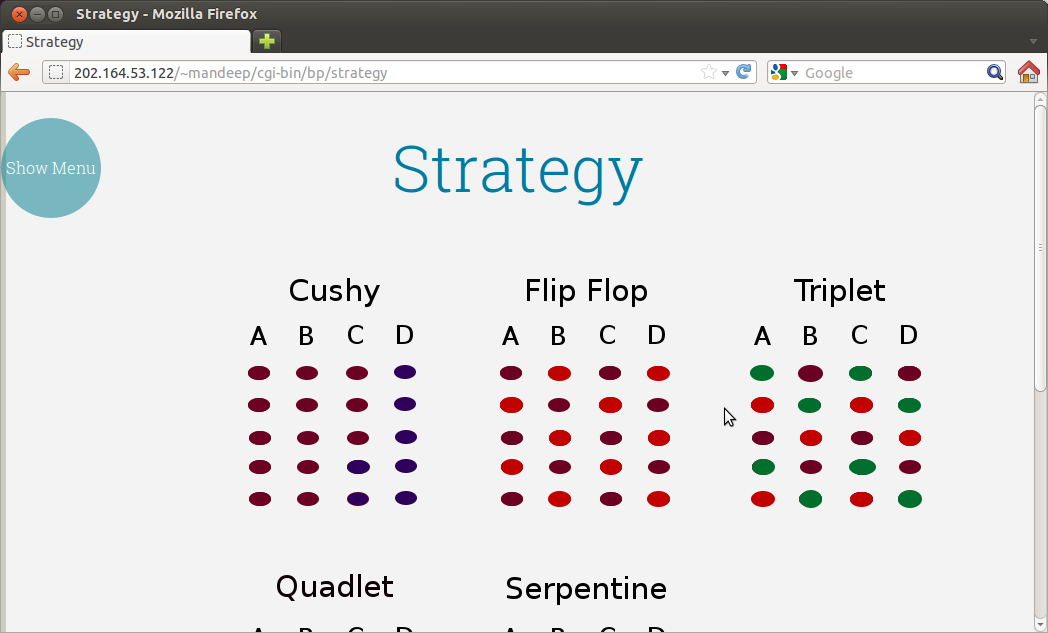 Strategy - Mozilla Firefox
Strategy
202.164.53.122/~mandeep/cgi-bin/bp/strategy
Google
Show Menu
Strategy
Cushy Flip Flop Triplet
A B C D A B C D A B C D
Quadlet Serpentine
A B C D A B C D